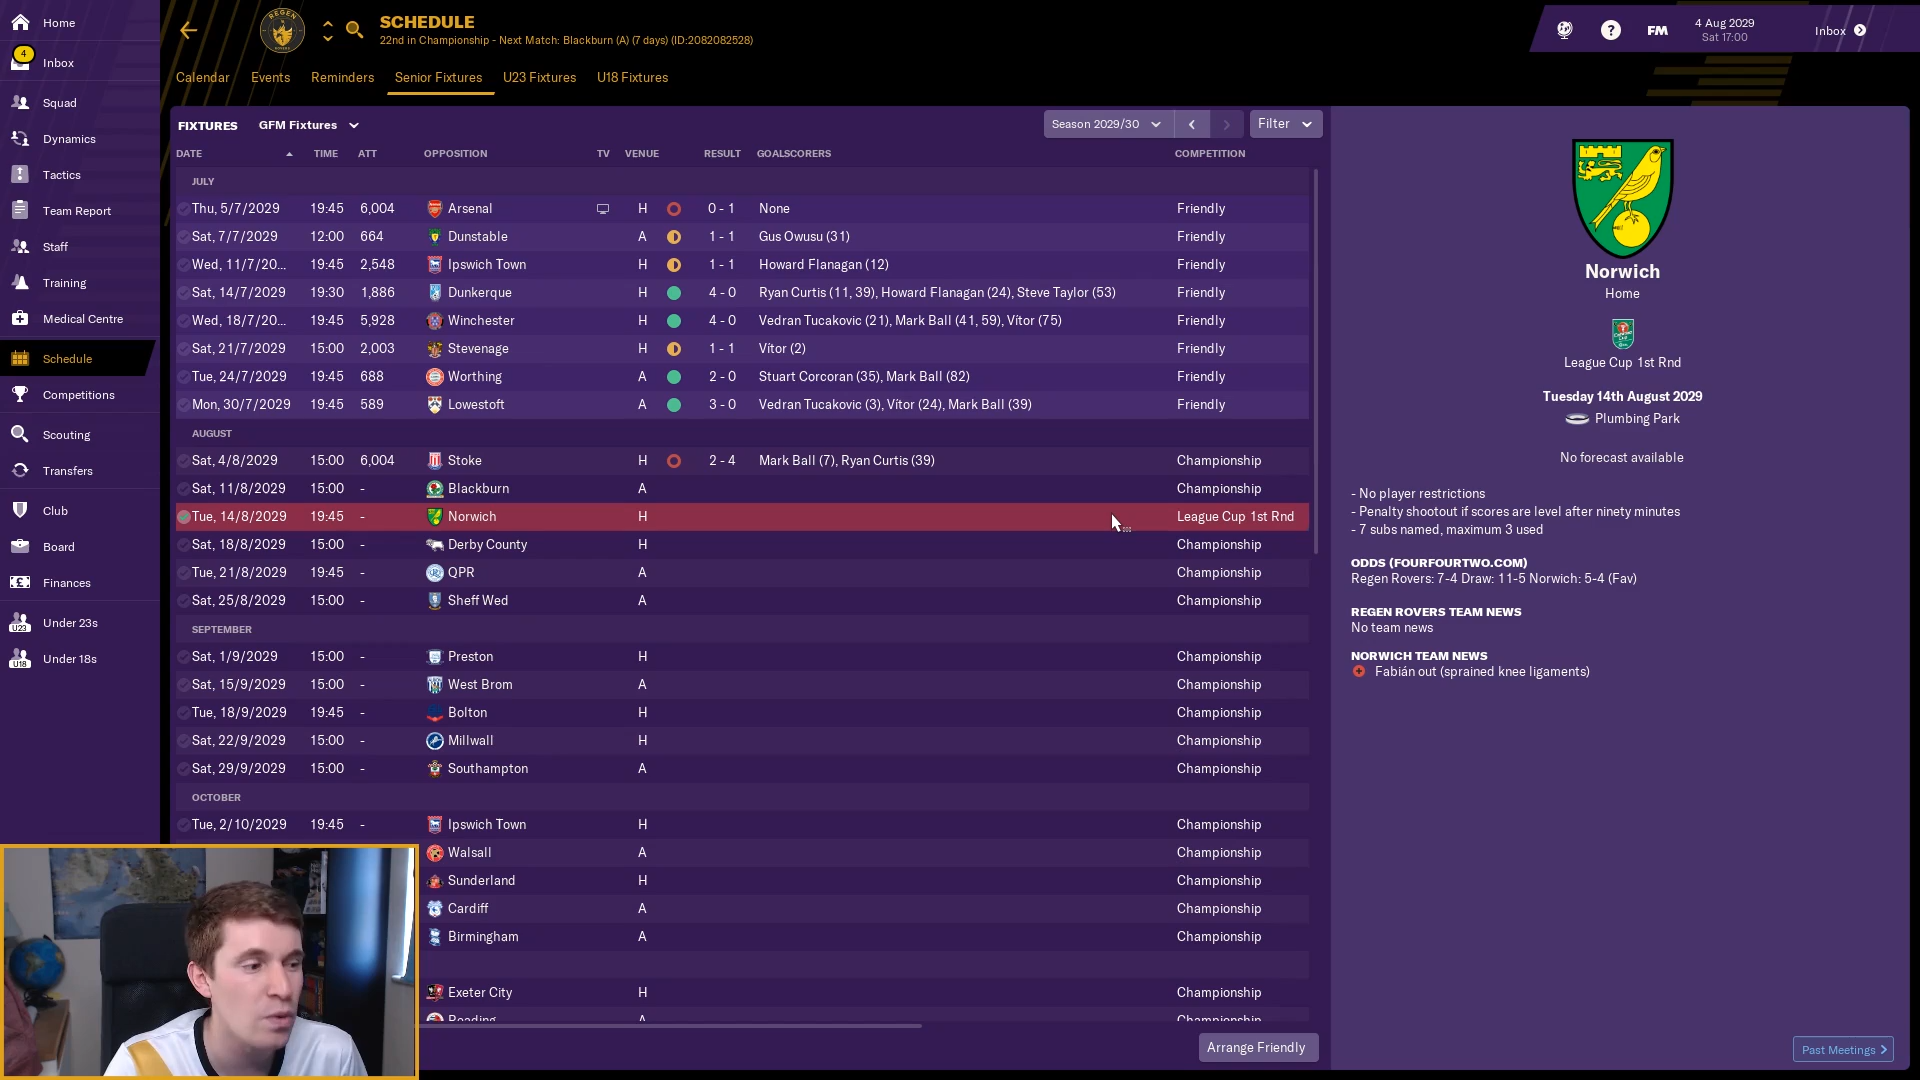 Home
4
Inbox
Squad
Dynamics
Tactics
Team Report
Staff
Training
Medical Centre
Schedule
Competitions
Scouting
Transfers
Club
Board
Finances
U23 Under 23s
U18 Under 18s
REGEN ROVERS
SCHEDULE
22nd in Championship - Next Match: Blackburn (A) (7 days) (ID:2082082528)
FM
4 Aug 2029
Sat 17:00
Inbox
Calendar Events Reminders Senior Fixtures U23 Fixtures U18 Fixtures
FIXTURES GFM Fixtures Season 2029/30 Filter
DATE TIME ATT OPPOSITION TV VENUE RESULT GOALSCORERS COMPETITION
JULY
Thu, 5/7/2029 19:45 6,004 Arsenal H 0 - 1 None Friendly
Sat, 7/7/2029 12:00 664 Dunstable A 1 - 1 Gus Owusu (31) Friendly
Wed, 11/7/20... 19:45 2,548 Ipswich Town H 1 - 1 Howard Flanagan (12) Friendly
Sat, 14/7/2029 19:30 1,886 Dunkerque H 4 - 0 Ryan Curtis (11, 39), Howard Flanagan (24), Steve Taylor (53) Friendly
Wed, 18/7/20... 19:45 5,928 Winchester H 4 - 0 Vedran Tucakovic (21), Mark Ball (41, 59), Vítor (75) Friendly
Sat, 21/7/2029 15:00 2,003 Stevenage H 1 - 1 Vítor (2) Friendly
Tue, 24/7/2029 19:45 688 Worthing A 2 - 0 Stuart Corcoran (35), Mark Ball (82) Friendly
Mon, 30/7/2029 19:45 589 Lowestoft A 3 - 0 Vedran Tucakovic (3), Vítor (24), Mark Ball (39) Friendly
AUGUST
Sat, 4/8/2029 15:00 6,004 Stoke H 2 - 4 Mark Ball (7), Ryan Curtis (39) Championship
Sat, 11/8/2029 15:00 - Blackburn A Championship
Tue, 14/8/2029 19:45 - Norwich H League Cup 1st Rnd
Sat, 18/8/2029 15:00 - Derby County H Championship
Tue, 21/8/2029 19:45 - QPR A Championship
Sat, 25/8/2029 15:00 - Sheff Wed A Championship
SEPTEMBER
Sat, 1/9/2029 15:00 - Preston H Championship
Sat, 15/9/2029 15:00 - West Brom A Championship
Tue, 18/9/2029 19:45 - Bolton H Championship
Sat, 22/9/2029 15:00 - Millwall H Championship
Sat, 29/9/2029 15:00 - Southampton A Championship
OCTOBER
Tue, 2/10/2029 19:45 - Ipswich Town H Championship
Walsall A Championship
Sunderland H Championship
Cardiff A Championship
Birmingham A Championship
Exeter City H Championship
Reading A Championship
Arrange Friendly
Norwich
Home
League Cup 1st Rnd
Tuesday 14th August 2029
Plumbing Park
No forecast available
- No player restrictions
- Penalty shootout if scores are level after ninety minutes
- 7 subs named, maximum 3 used
ODDS (FOURFOURTWO.COM)
Regen Rovers: 7-4 Draw: 11-5 Norwich: 5-4 (Fav)
REGEN ROVERS TEAM NEWS
No team news
NORWICH TEAM NEWS
Fabián out (sprained knee ligaments)
Past Meetings